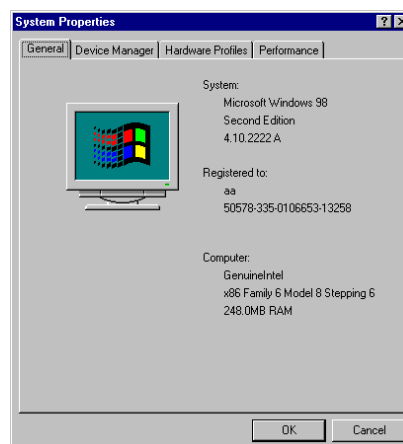 System Properties
General Device Manager Hardware Profiles Performance
System:
Microsoft Windows 98
Second Edition
4.10.2222 A
Registered to:
aa
50578-335-0106653-13258
Computer:
GenuineIntel
x86 Family 6 Model 8 Stepping 6
248.0MB RAM
OK Cancel